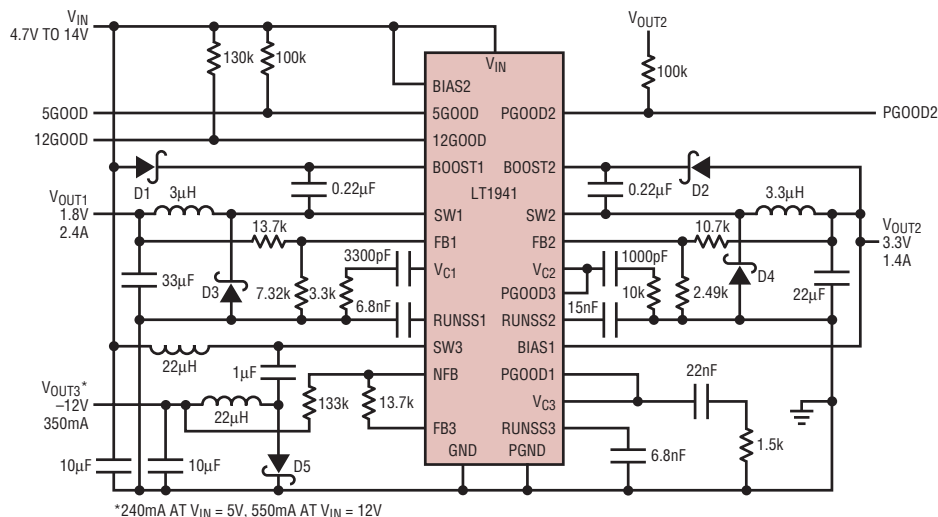 VIN
4.7V TO 14V
VOUT2
130k
100k
100k
VIN
BIAS2
5GOOD
5GOOD
PGOOD2
PGOOD2
12GOOD
12GOOD
BOOST1
BOOST2
D1
D2
3µH
0.22µF
LT1941
0.22µF
3.3µH
VOUT1
1.8V
2.4A
SW1
SW2
VOUT2
3.3V
1.4A
13.7k
FB1
FB2
10.7k
3300pF
VC1
VC2
1000pF
33µF
D3
7.32k
3.3k
PGOOD3
10k
2.49k
D4
22µF
6.8nF
RUNSS1
RUNSS2
15nF
22µH
SW3
BIAS1
1µF
NFB
PGOOD1
22nF
VOUT3*
–12V
350mA
22µH
133k
13.7k
VC3
FB3
RUNSS3
1.5k
10µF
10µF
D5
GND
PGND
6.8nF
*240mA AT VIN = 5V, 550mA AT VIN = 12V